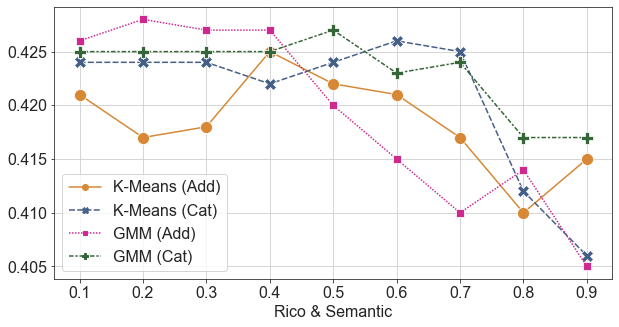 0.425
0.420
0.415
0.410
0.405
K-Means (Add)
K-Means (Cat)
GMM (Add)
GMM (Cat)
0.1 0.2 0.3 0.4 0.5 0.6 0.7 0.8 0.9
Rico & Semantic